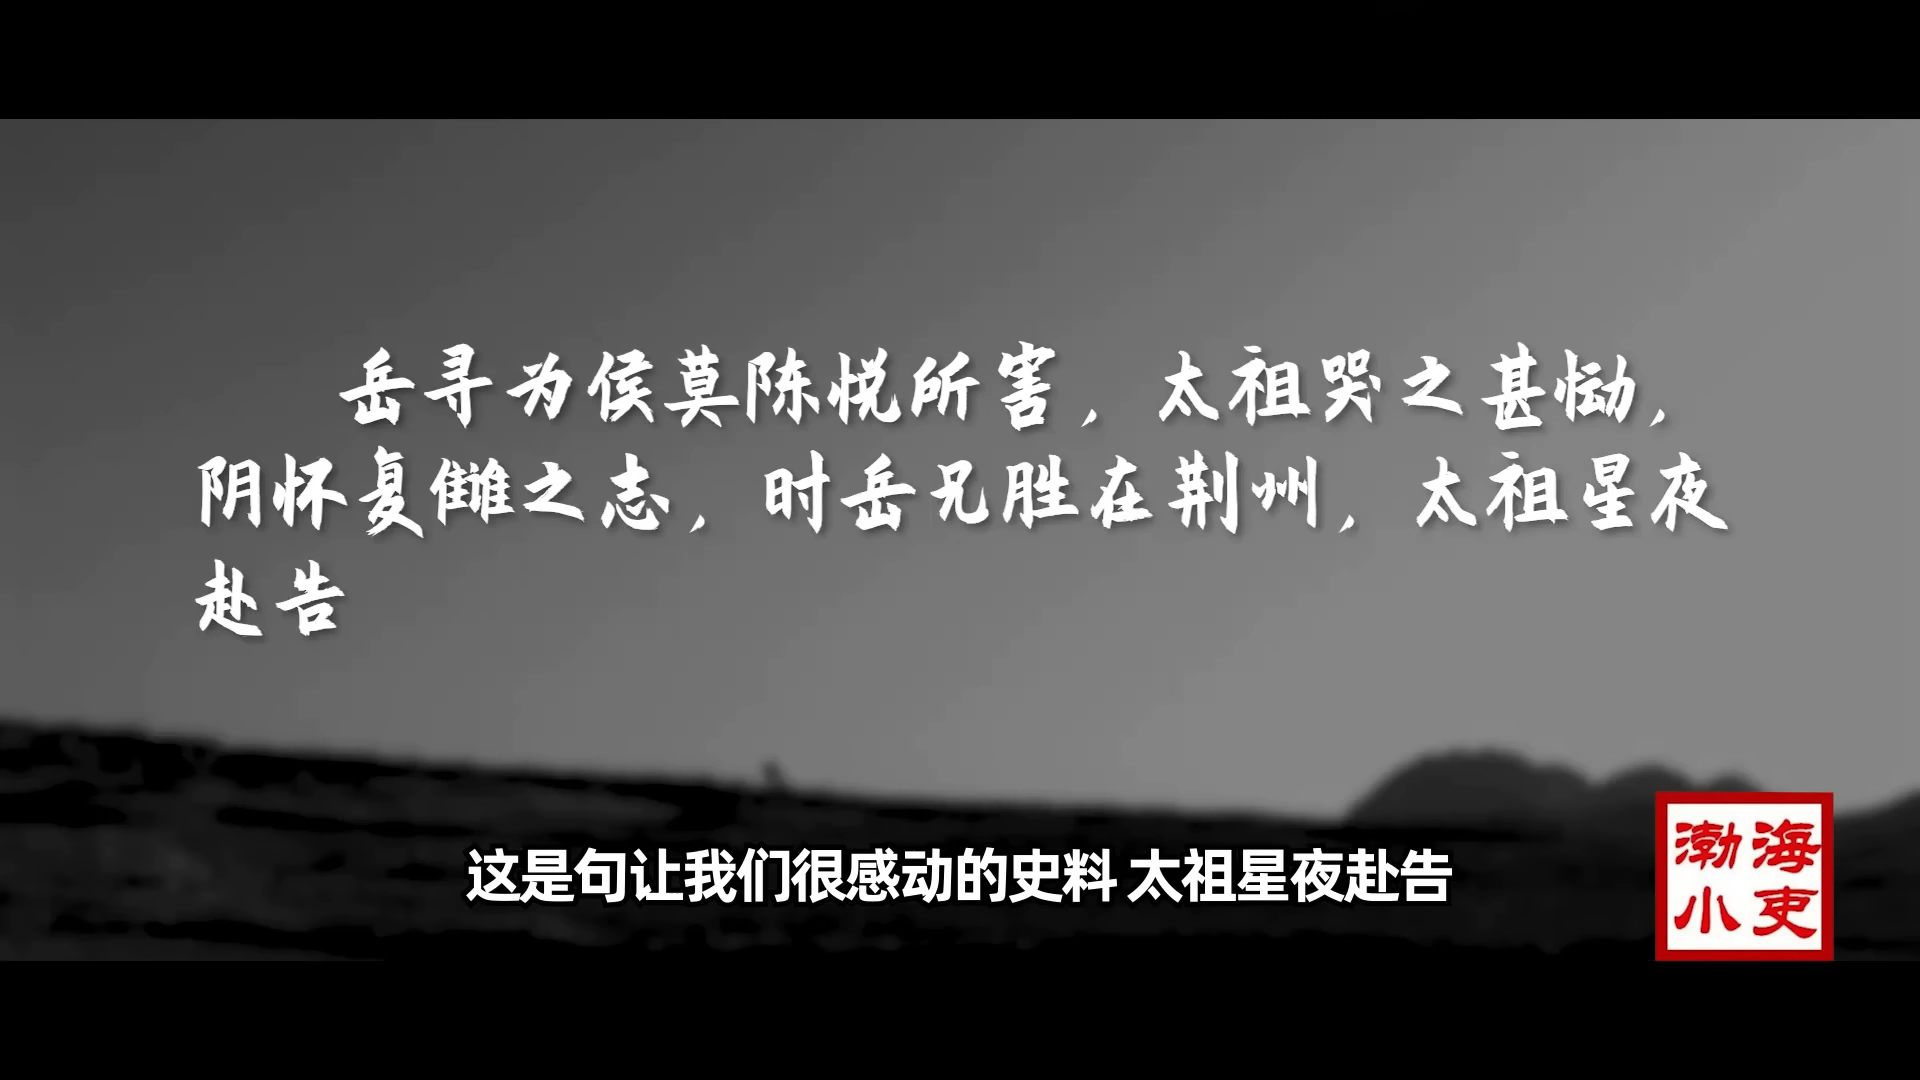 岳寻为侯莫陈悦所害，太祖哭之甚恸，
阴怀复雠之志，时岳兄胜在荆州，太祖星夜
赴告
这是句让我们很感动的史料 太祖星夜赴告
渤海
小吏